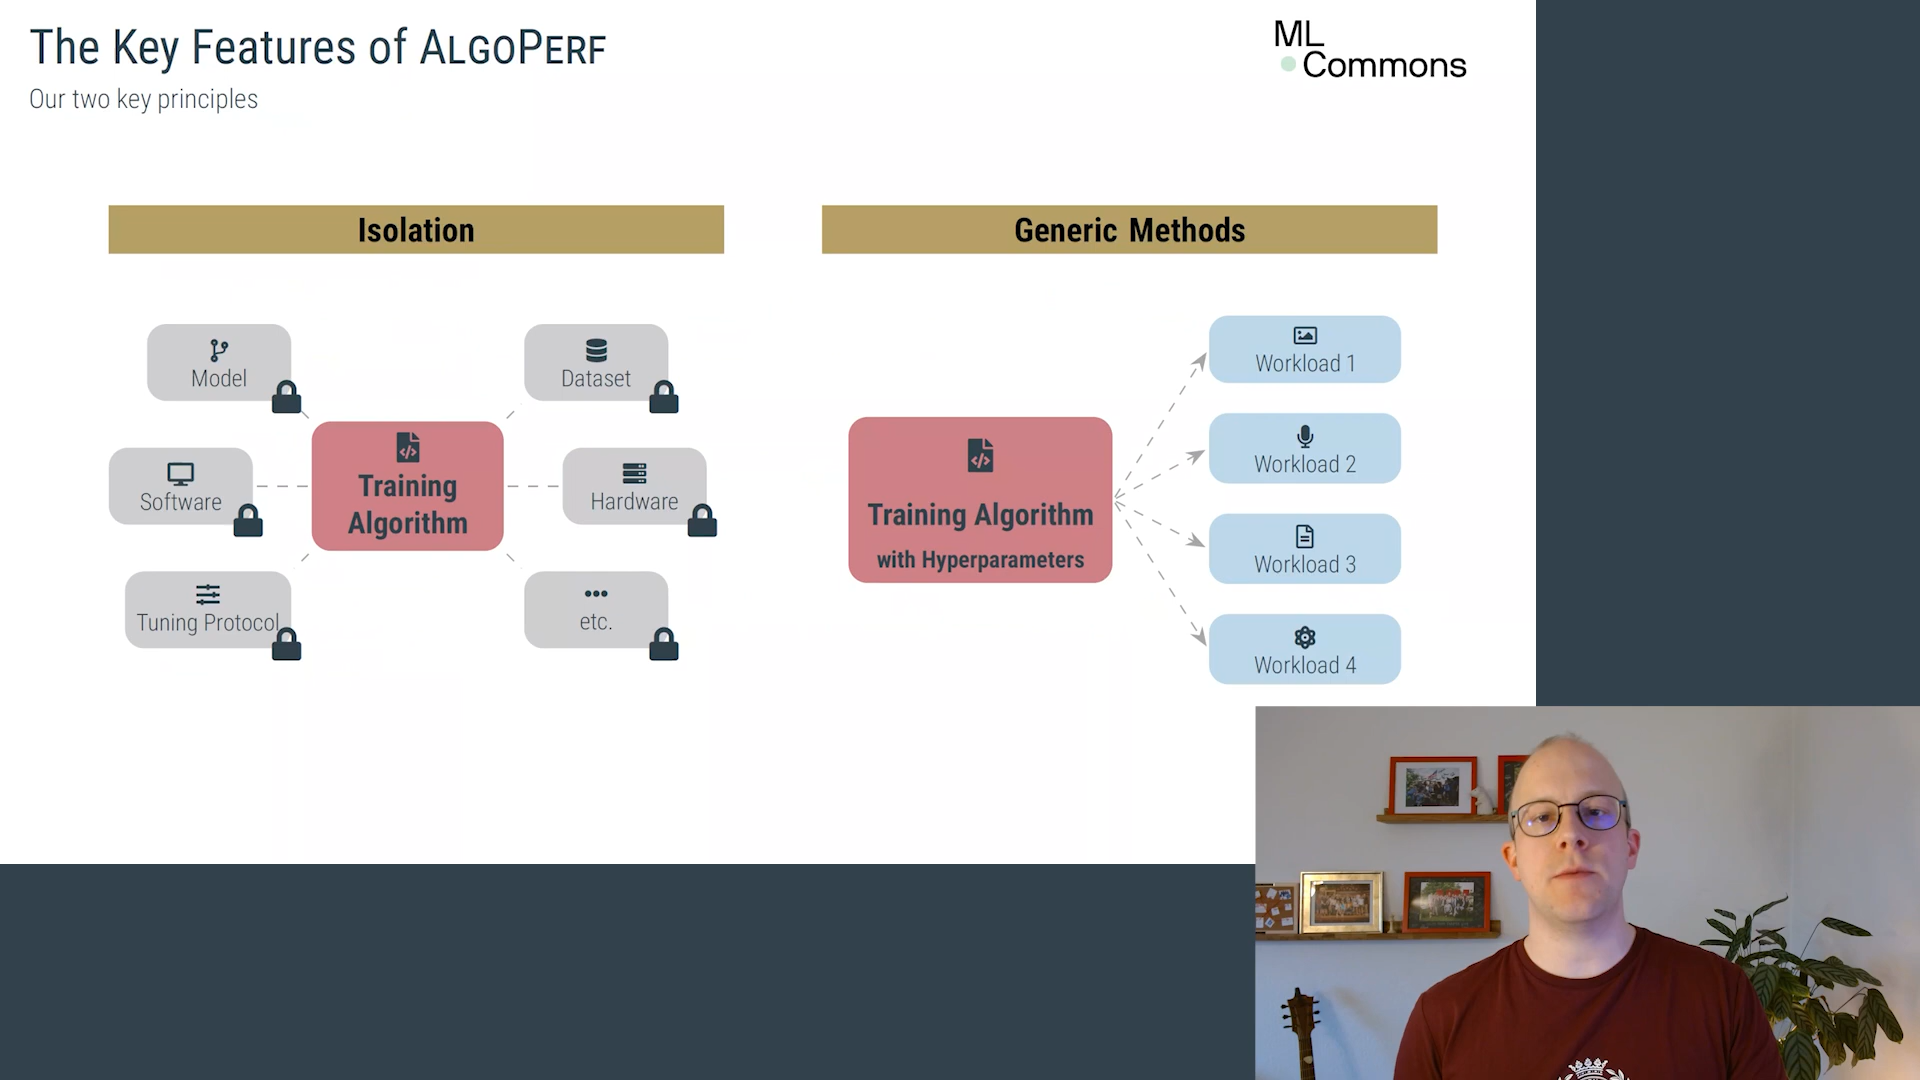 The Key Features of ALGOPERF
Our two key principles
ML
Commons
Isolation
Model
Dataset
Software
Training
Algorithm
Hardware
Tuning Protocol
etc.
Generic Methods
Training Algorithm
with Hyperparameters
Workload 1
Workload 2
Workload 3
Workload 4